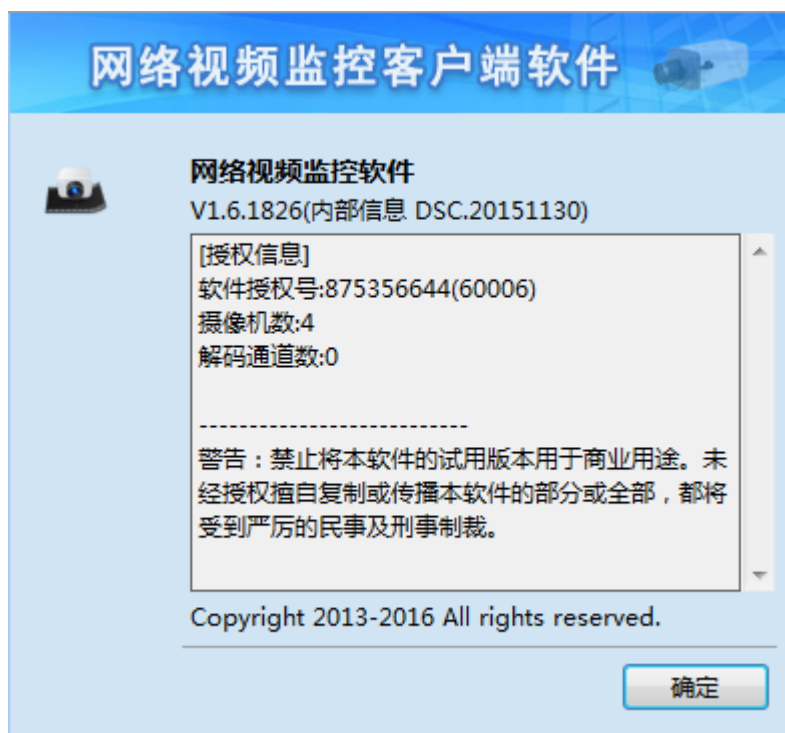 网络视频监控客户端软件
网络视频监控软件
V1.6.1826(内部信息 DSC.20151130)
[授权信息]
软件授权号:875356644(60006)
摄像机数:4
解码通道数:0
---------------------------
警告：禁止将本软件的试用版本用于商业用途。未
经授权擅自复制或传播本软件的部分或全部，都将
受到严厉的民事及刑事制裁。
Copyright 2013-2016 All rights reserved.
确定